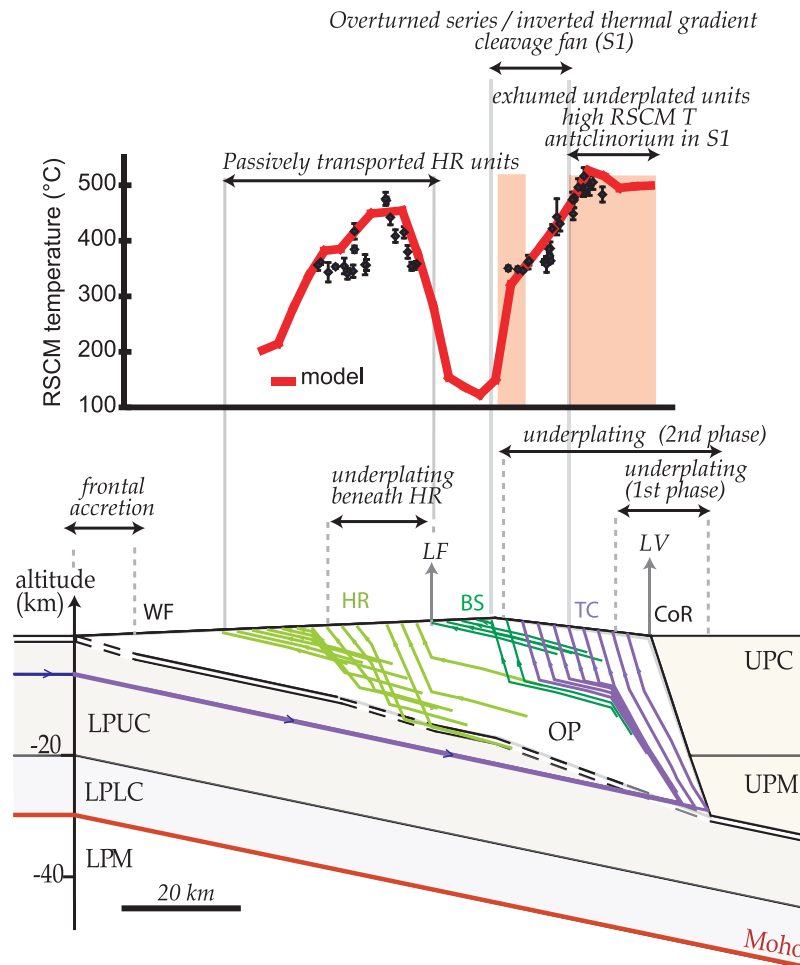 Overturned series / inverted thermal gradient
cleavage fan (S1)
exhumed underplated units
high RSCM T
anticlinorium in S1
Passively transported HR units
RSCM temperature (°C)
500
400
300
200
100
model
underplating (2nd phase)
underplating
(1st phase)
underplating
beneath HR
frontal
accretion
LF
LV
altitude
(km)
WF
HR
BS
TC
CoR
UPC
LPUC
OP
-20
UPM
LPLC
LPM
-40
20 km
Moho